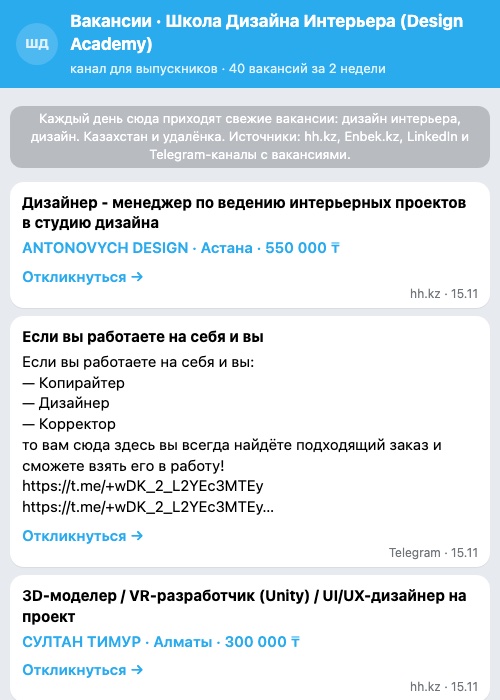 ШД
Вакансии · Школа Дизайна Интерьера (Design
Academy)
канал для выпускников · 40 вакансий за 2 недели
Каждый день сюда приходят свежие вакансии: дизайн интерьера,
дизайн. Казахстан и удалёнка. Источники: hh.kz, Enbek.kz, LinkedIn и
Telegram-каналы с вакансиями.
Дизайнер - менеджер по ведению интерьерных проектов
в студию дизайна
ANTONOVYCH DESIGN · Астана · 550 000 ₸
Откликнуться →
hh.kz · 15.11
Если вы работаете на себя и вы
Если вы работаете на себя и вы:
— Копирайтер
— Дизайнер
— Корректор
то вам сюда здесь вы всегда найдёте подходящий заказ и
сможете взять его в работу!
https://t.me/+wDK_2_L2YEc3MTEy
https://t.me/+wDK_2_L2YEc3MTEy...
Откликнуться →
Telegram · 15.11
3D-моделер / VR-разработчик (Unity) / UI/UX-дизайнер на
проект
СУЛТАН ТИМУР · Алматы · 300 000 ₸
Откликнуться →
hh.kz · 15.11